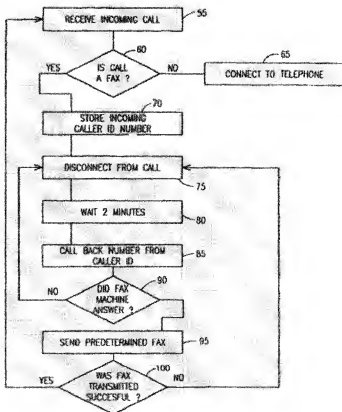 RECEIVE INCOMING CALL
55
60
IS CALL
A FAX ?
YES
NO
65
CONNECT TO TELEPHONE
70
STORE INCOMING
CALLER ID NUMBER
DISCONNECT FROM CALL
75
WAIT 2 MINUTES
80
CALL BACK NUMBER FROM
CALLER ID
85
90
DID FAX
MACHINE
ANSWER ?
NO
SEND PREDETERMINED FAX
95
100
WAS FAX
TRANSMITTED
SUCCESFUL ?
YES
NO